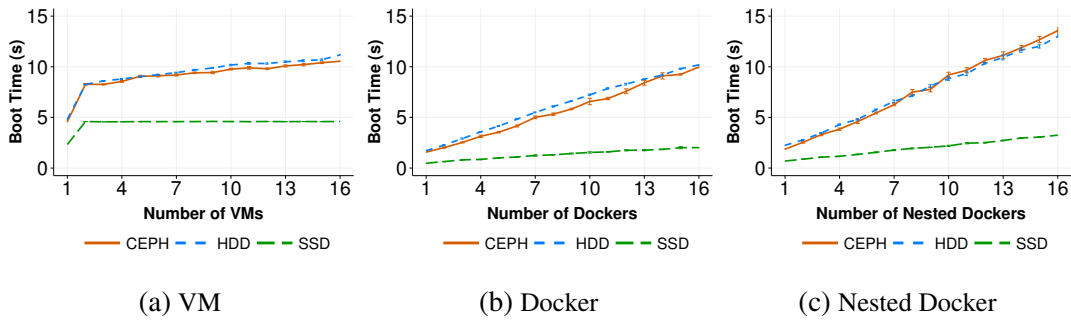 Boot Time (s)
15
10
5
0
1 4 7 10 13 16
Number of VMs
CEPH HDD SSD
(a) VM
Boot Time (s)
15
10
5
0
1 4 7 10 13 16
Number of Dockers
CEPH HDD SSD
(b) Docker
Boot Time (s)
15
10
5
0
1 4 7 10 13 16
Number of Nested Dockers
CEPH HDD SSD
(c) Nested Docker